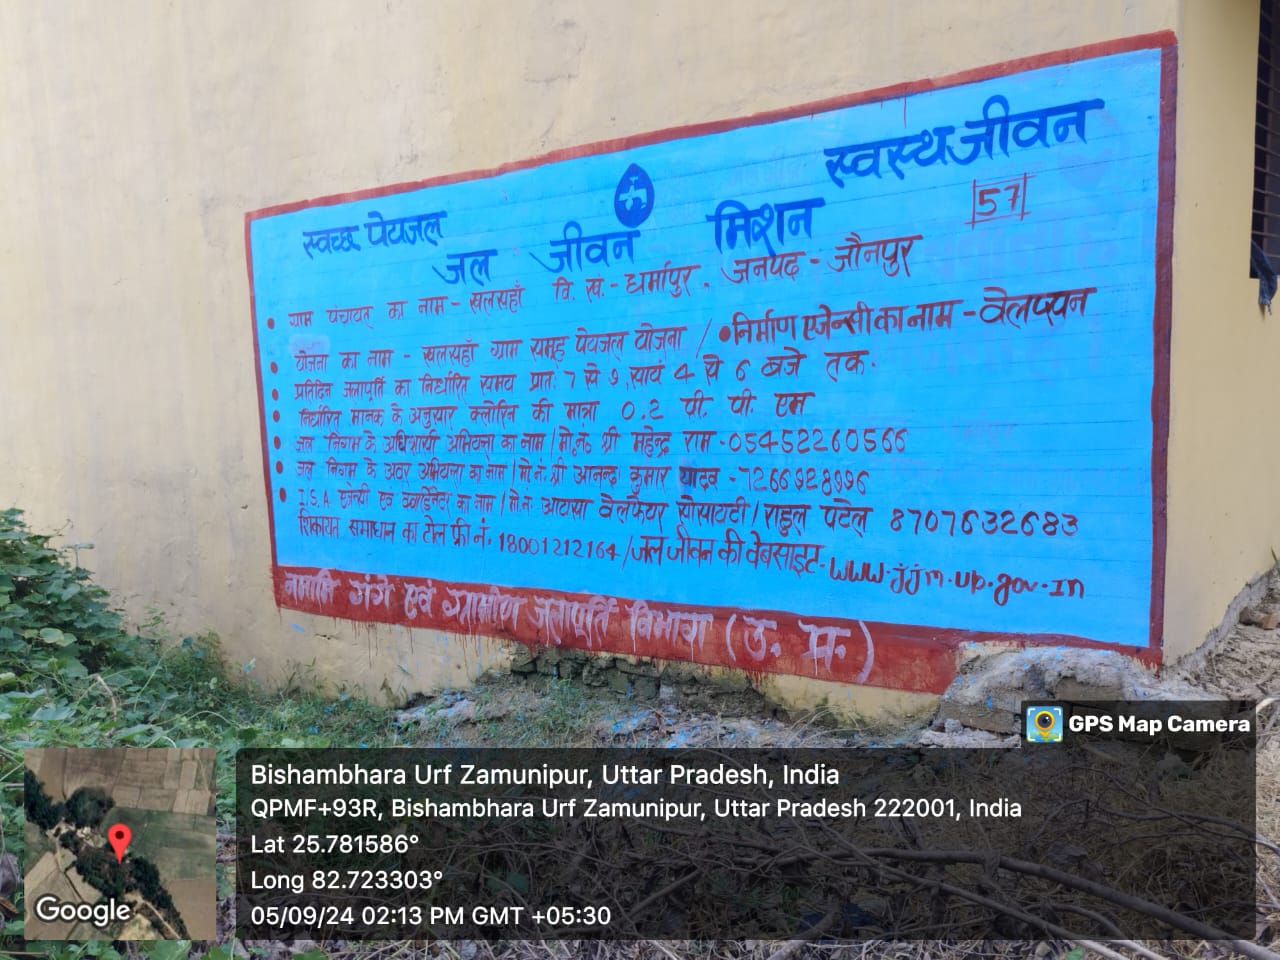 स्वच्छ पेयजल
स्वस्थ जीवन
जल जीवन मिशन
57
ग्राम पंचायत का नाम - खलसहाँ वि. ख. - धर्मापुर, जनपद - जौनपुर
योजना का नाम - खलसहाँ ग्राम समूह पेयजल योजना / • निर्माण एजेन्सी का नाम - वेलस्पन
प्रतिदिन जलापूर्ति का निर्धारित समय प्रातः 7 से 9, सायं 4 से 6 बजे तक.
निर्धारित मानक के अनुसार क्लोरिन की मात्रा 0.2 पी. पी. एम
जल निगम के अधिशासी अभियन्ता का नाम / मो.नं. श्री महेन्द्र राम - 05452260566
जल निगम के अवर अभियन्ता का नाम / मो.नं. श्री आनन्द कुमार यादव -
I.S.A एजेन्सी एवं का नाम / मो.नं. आयसा वेलफेयर सोसायटी / राहुल पटेल 8707632683
शिकायत समाधान का टोल फ्री नं. 18001212164 / जल जीवन की वेबसाइट- www.jjm.up.gov.in
नमामि गंगे एवं ग्रामीण जलापूर्ति विभाग (उ. प्र.)
GPS Map Camera
Bishambhara Urf Zamunipur, Uttar Pradesh, India
QPMF+93R, Bishambhara Urf Zamunipur, Uttar Pradesh 222001, India
Lat 25.781586°
Long 82.723303°
05/09/24 02:13 PM GMT +05:30
Google